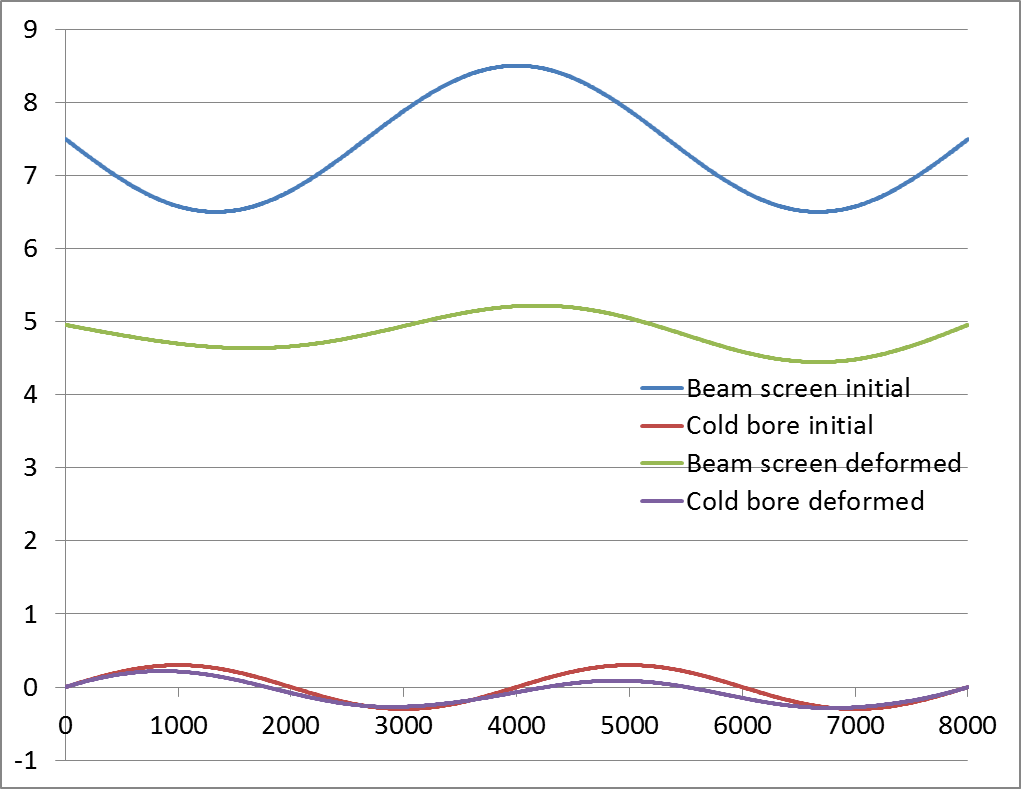 9
8
7
6
5
4
3
2
1
0
-1
Beam screen initial
Cold bore initial
Beam screen deformed
Cold bore deformed
0 1000 2000 3000 4000 5000 6000 7000 8000